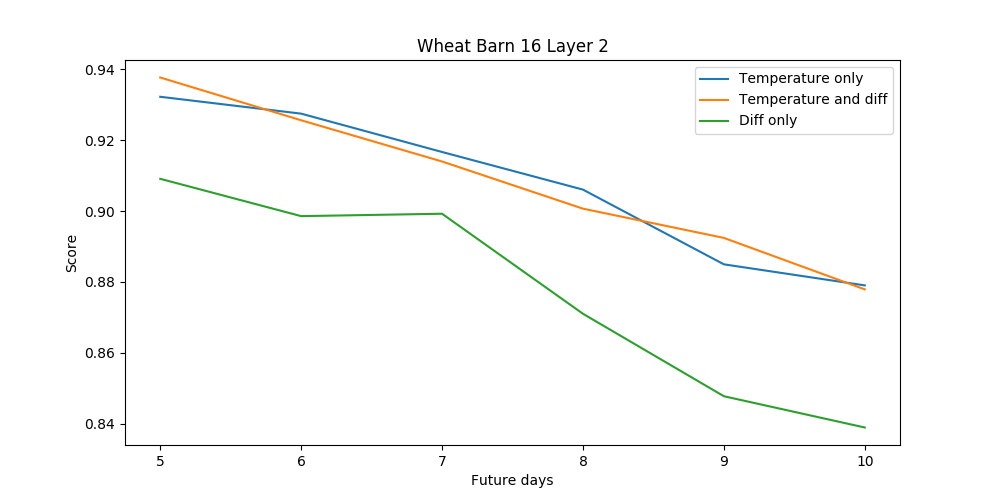 Wheat Barn 16 Layer 2
Temperature only
Temperature and diff
Diff only
Score
0.94
0.92
0.90
0.88
0.86
0.84
5 6 7 8 9 10
Future days